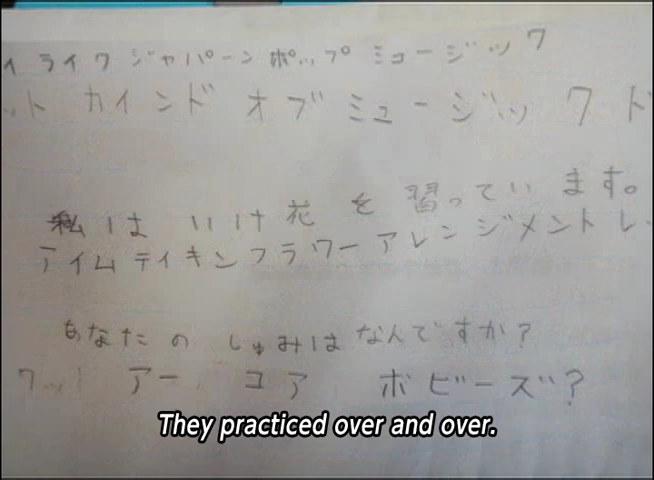 イ ライク ジャパーン ポップ ミュージック
ット カインド オブ ミュージック ド
私は いけ花 を 習っています。
アイム テイキン フラワー アレンジメント レ
あなた の しゅみは なんですか?
ワット アー コア ホビーズ?
They practiced over and over.